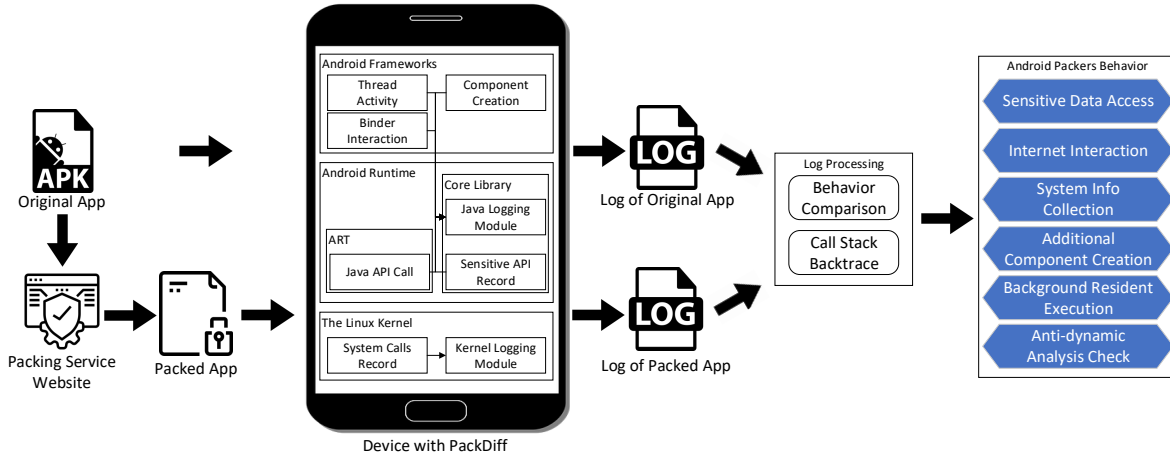 APK
Original App
Packing Service
Website
Packed App
Android Frameworks
Thread
Activity
Component
Creation
Binder
Interaction
Android Runtime
Core Library
Java Logging
Module
ART
Java API Call
Sensitive API
Record
The Linux Kernel
System Calls
Record
Kernel Logging
Module
Device with PackDiff
LOG
Log of Original App
LOG
Log of Packed App
Log Processing
Behavior
Comparison
Call Stack
Backtrace
Android Packers Behavior
Sensitive Data Access
Internet Interaction
System Info
Collection
Additional
Component Creation
Background Resident
Execution
Anti-dynamic
Analysis Check